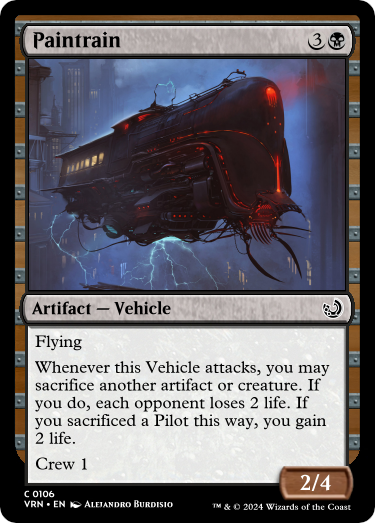 Paintrain 3
Artifact — Vehicle
Flying
Whenever this Vehicle attacks, you may
sacrifice another artifact or creature. If
you do, each opponent loses 2 life. If
you sacrificed a Pilot this way, you gain
2 life.
Crew 1
2/4
C 0106
VRN • EN Alejandro Burdisio
™ & © 2024 Wizards of the Coast